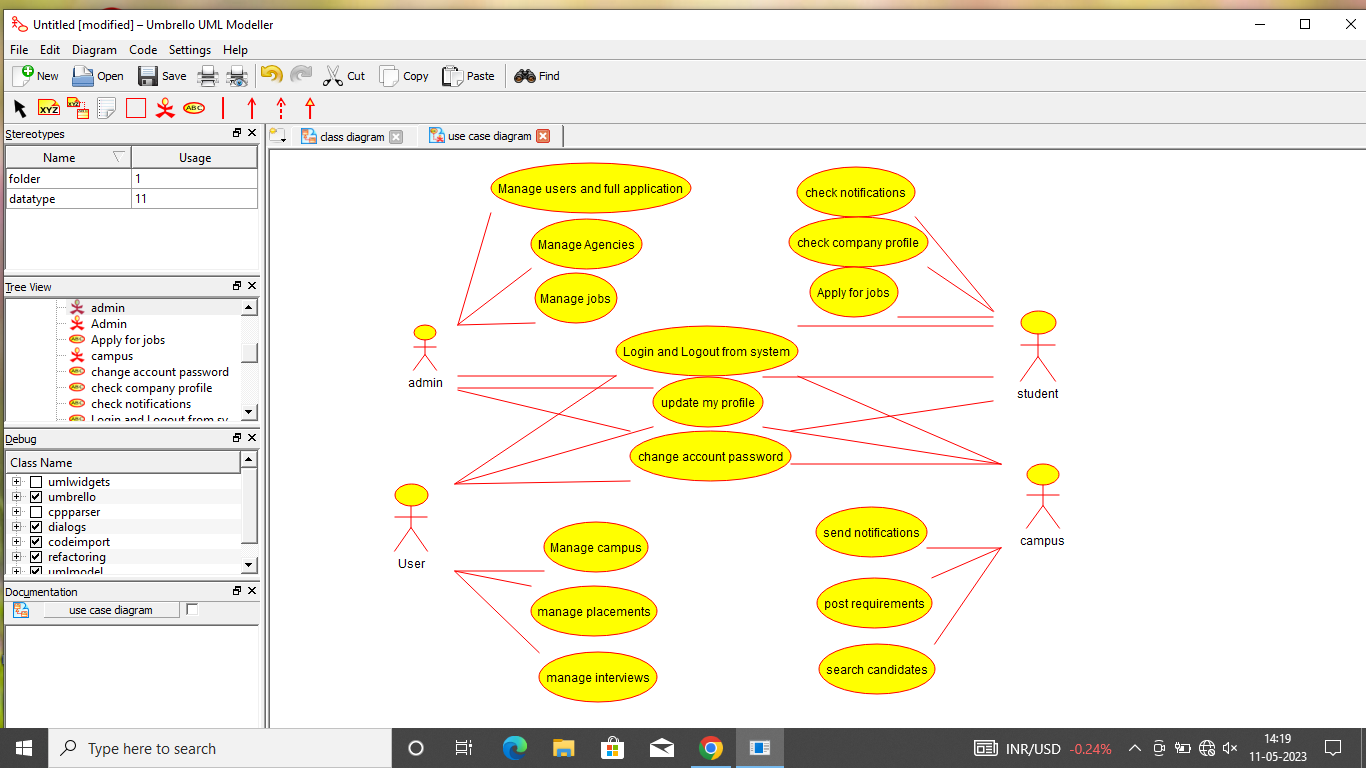 Untitled [modified] – Umbrello UML Modeller
File Edit Diagram Code Settings Help
New Open Save Cut Copy Paste Find
XYZ XYZ ABC
Stereotypes
Name Usage
folder 1
datatype 11
Tree View
admin
Admin
Apply for jobs
campus
change account password
check company profile
check notifications
Login and Logout from sy
Debug
Class Name
umlwidgets
umbrello
cppparser
dialogs
codeimport
refactoring
umlmodel
Documentation
use case diagram
class diagram use case diagram
Manage users and full application
check notifications
Manage Agencies
check company profile
Manage jobs
Apply for jobs
Login and Logout from system
admin
update my profile
student
change account password
User
campus
Manage campus
send notifications
manage placements
post requirements
manage interviews
search candidates
Type here to search
INR/USD -0.24%
14:19
11-05-2023